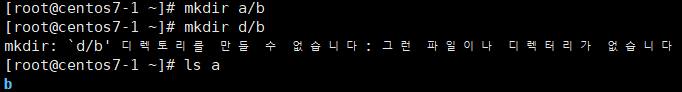 [root@centos7-1 ~]# mkdir a/b
[root@centos7-1 ~]# mkdir d/b
mkdir: `d/b' 디렉토리를 만들 수 없습니다: 그런 파일이나 디렉터리가 없습니다
[root@centos7-1 ~]# ls a
b